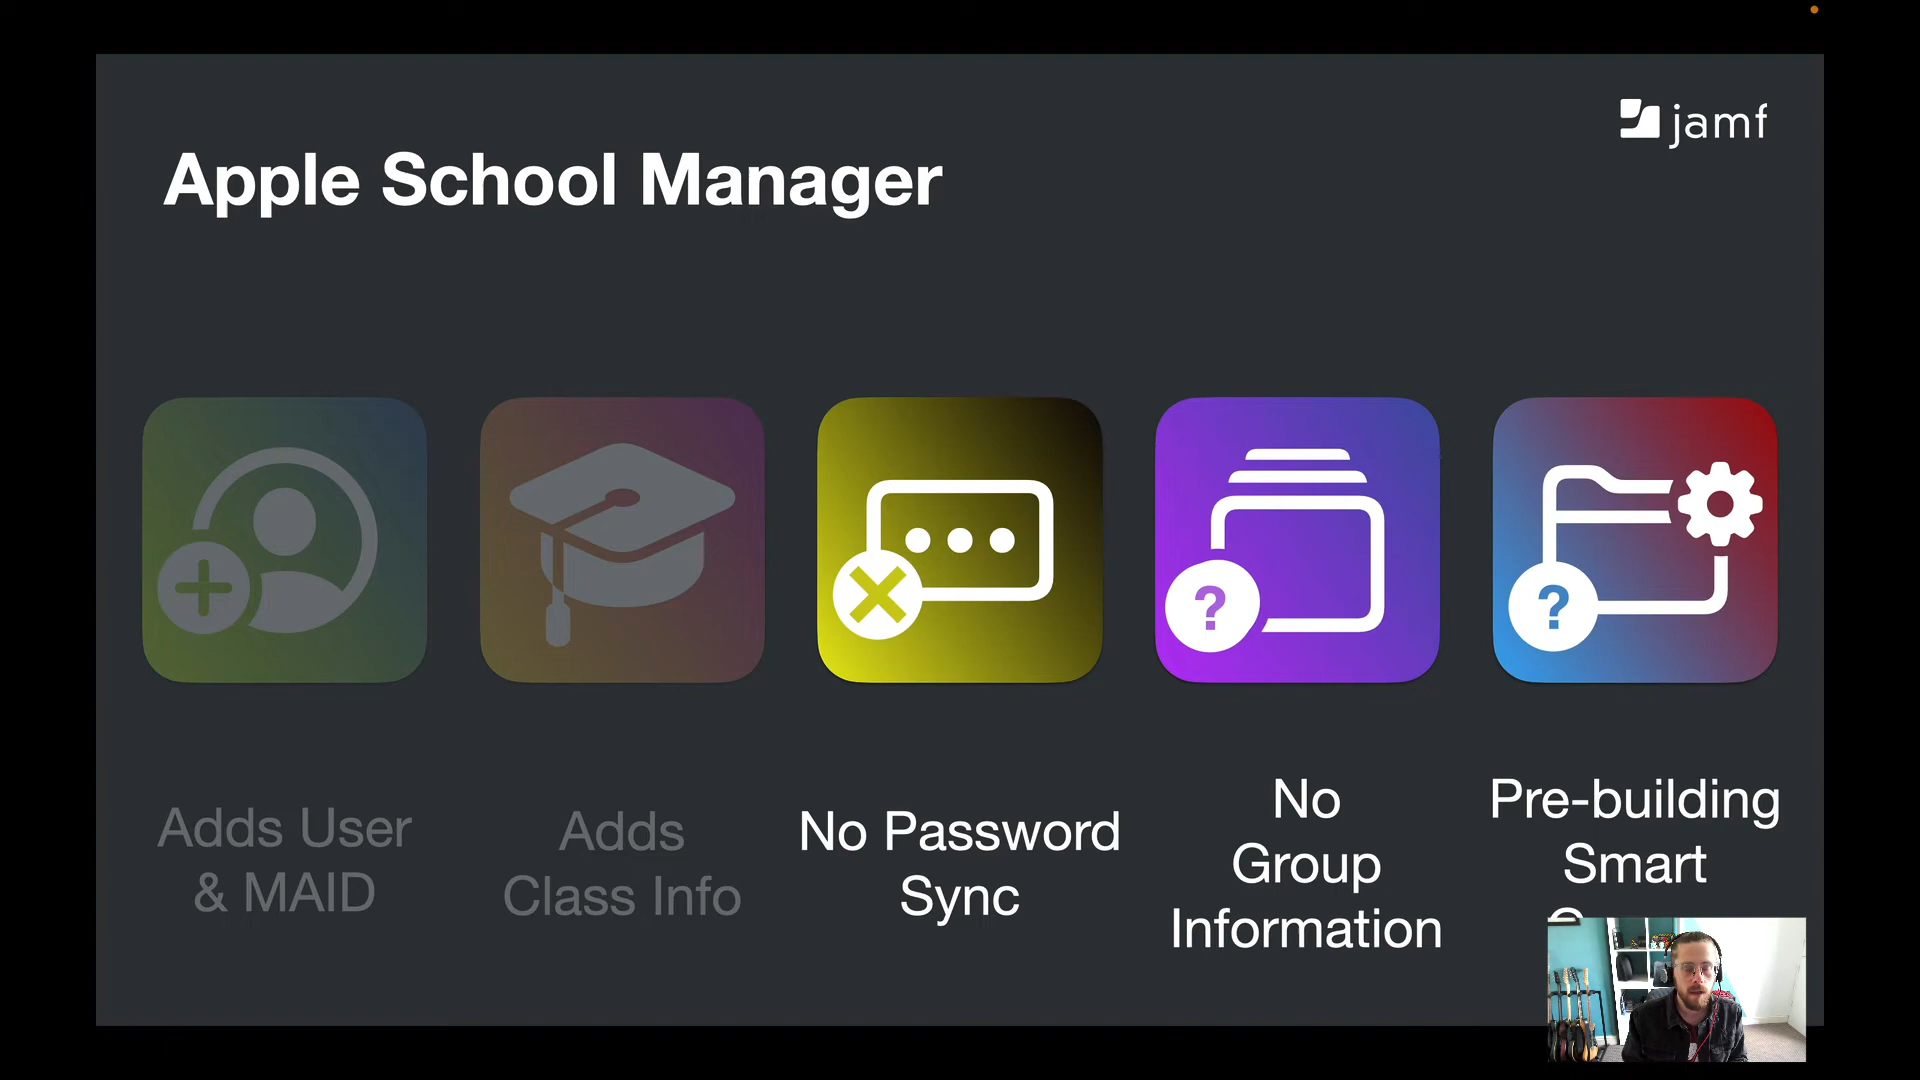 jamf
Apple School Manager
Adds User
& MAID
Adds
Class Info
No Password
Sync
No
Group
Information
Pre-building
Smart
?
?